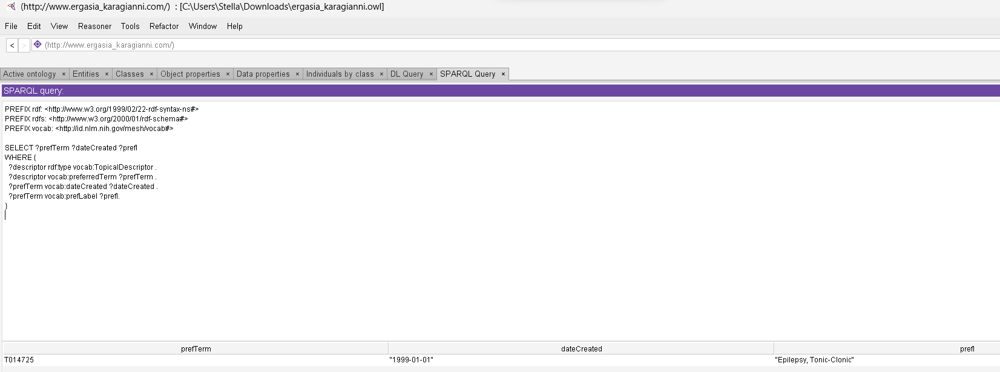 (http://www.ergasia_karagianni.com/) : [C:\Users\Stella\Downloads\ergasia_karagianni.owl]
File Edit View Reasoner Tools Refactor Window Help
< > (http://www.ergasia_karagianni.com/)
Active ontology × Entities × Classes × Object properties × Data properties × Individuals by class × DL Query × SPARQL Query ×
SPARQL query:
PREFIX rdf: <http://www.w3.org/1999/02/22-rdf-syntax-ns#>
PREFIX rdfs: <http://www.w3.org/2000/01/rdf-schema#>
PREFIX vocab: <http://id.nlm.nih.gov/mesh/vocab#>
SELECT ?prefTerm ?dateCreated ?prefl
WHERE {
?descriptor rdf:type vocab:TopicalDescriptor .
?descriptor vocab:preferredTerm ?prefTerm .
?prefTerm vocab:dateCreated ?dateCreated .
?prefTerm vocab:prefLabel ?prefl.
}
prefTerm dateCreated prefl
T014725 "1999-01-01" "Epilepsy, Tonic-Clonic"